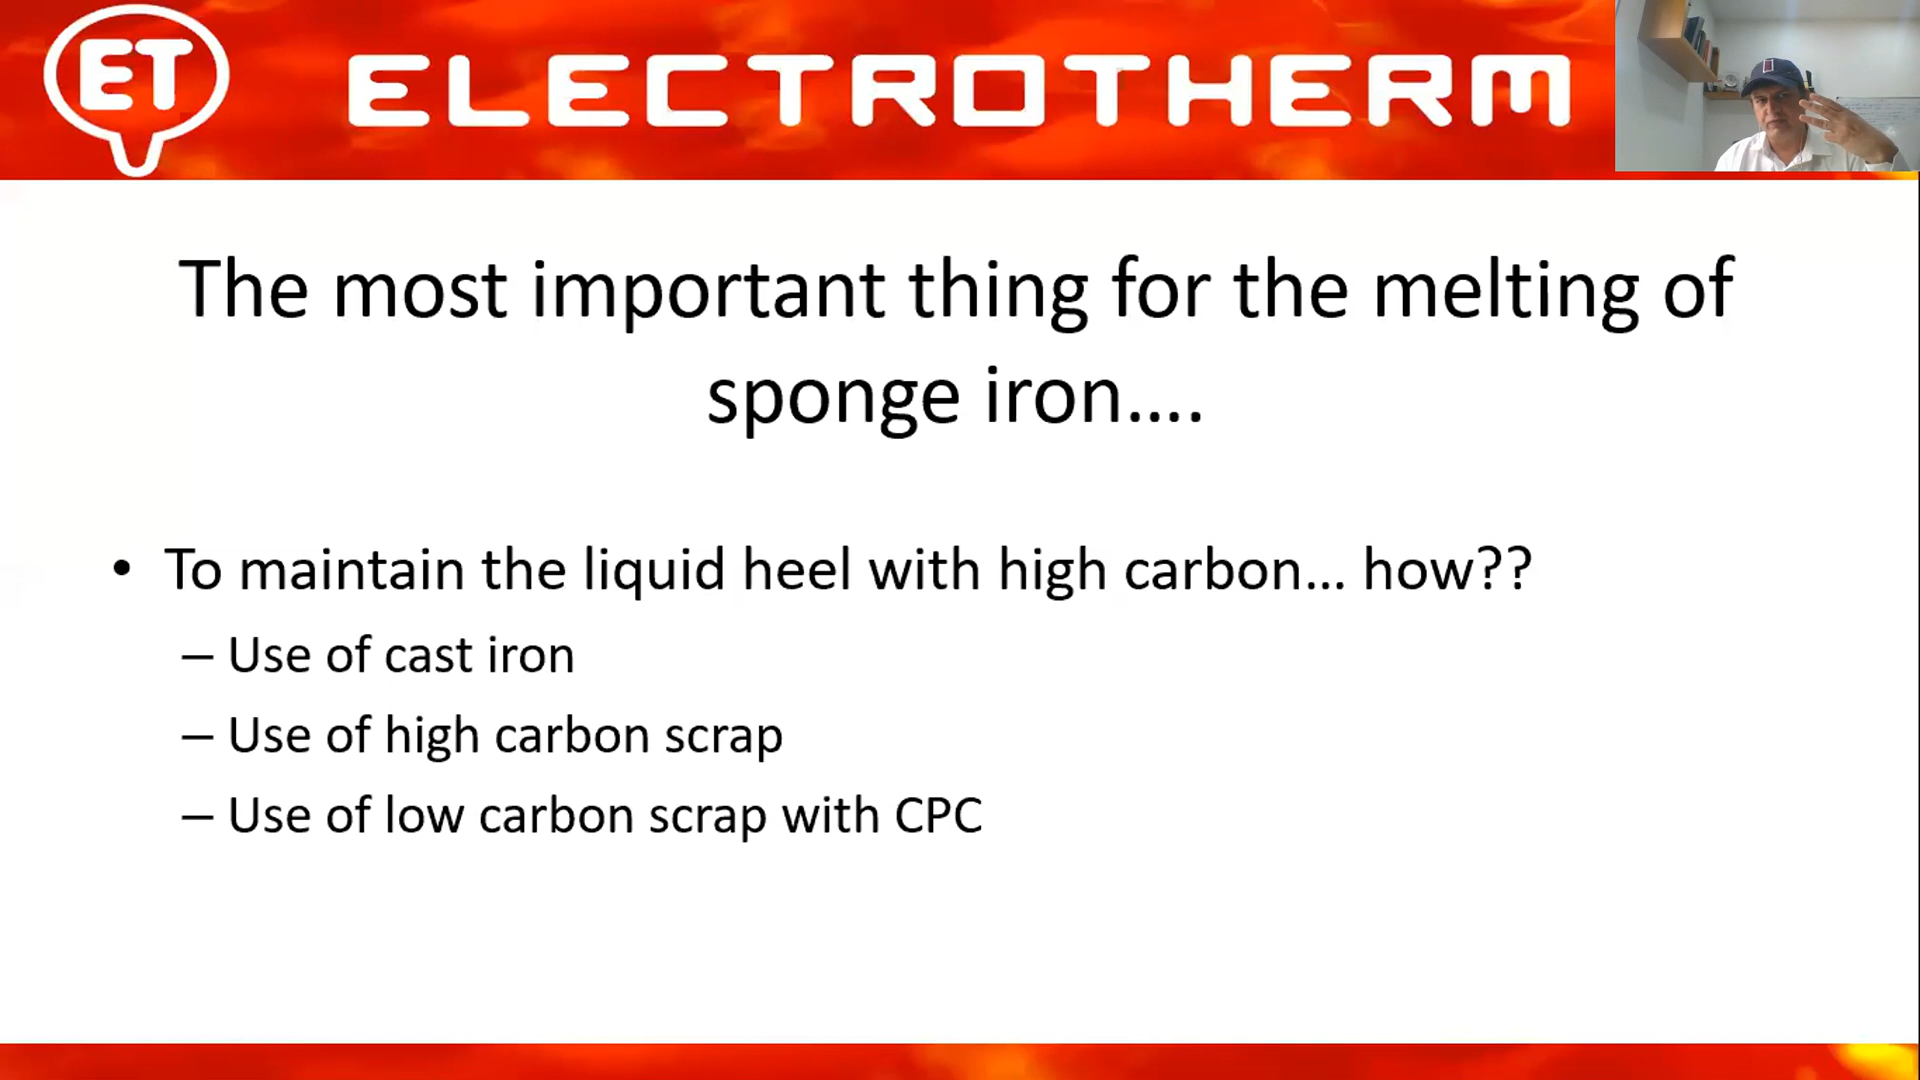 ET
ELECTROTHERM
The most important thing for the melting of
sponge iron....
• To maintain the liquid heel with high carbon... how??
– Use of cast iron
– Use of high carbon scrap
– Use of low carbon scrap with CPC